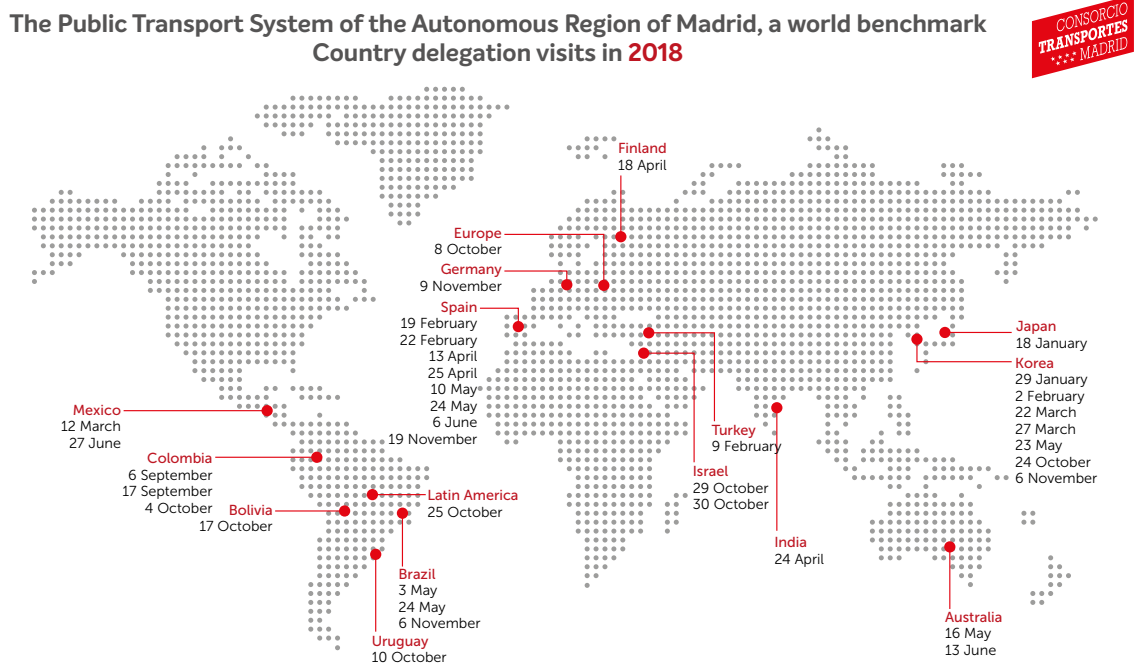 The Public Transport System of the Autonomous Region of Madrid, a world benchmark
Country delegation visits in 2018
CONSORCIO
TRANSPORTES
MADRID
Finland
18 April
Europe
8 October
Germany
9 November
Spain
19 February
22 February
13 April
25 April
10 May
24 May
6 June
19 November
Japan
18 January
Korea
29 January
2 February
22 March
27 March
23 May
24 October
6 November
Mexico
12 March
27 June
Turkey
9 February
Colombia
6 September
17 September
4 October
Israel
29 October
30 October
Latin America
25 October
Bolivia
17 October
India
24 April
Brazil
3 May
24 May
6 November
Australia
16 May
13 June
Uruguay
10 October